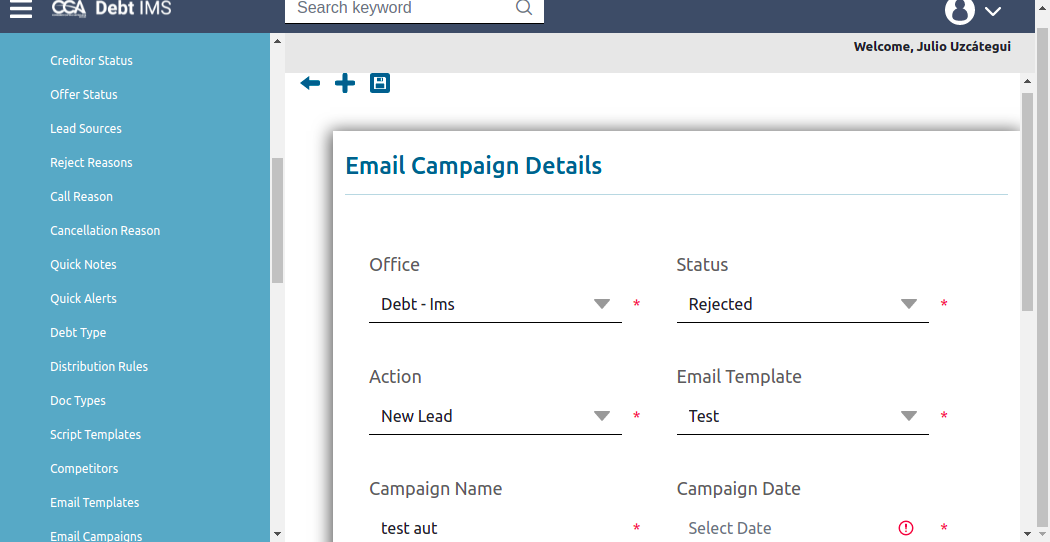 CGA Debt IMS
Search keyword
Welcome, Julio Uzcátegui
Creditor Status
Offer Status
Lead Sources
Reject Reasons
Call Reason
Cancellation Reason
Quick Notes
Quick Alerts
Debt Type
Distribution Rules
Doc Types
Script Templates
Competitors
Email Templates
Email Campaigns
Email Campaign Details
Office
Status
Debt - Ims *
Rejected *
Action
Email Template
New Lead *
Test *
Campaign Name
Campaign Date
test aut *
Select Date *